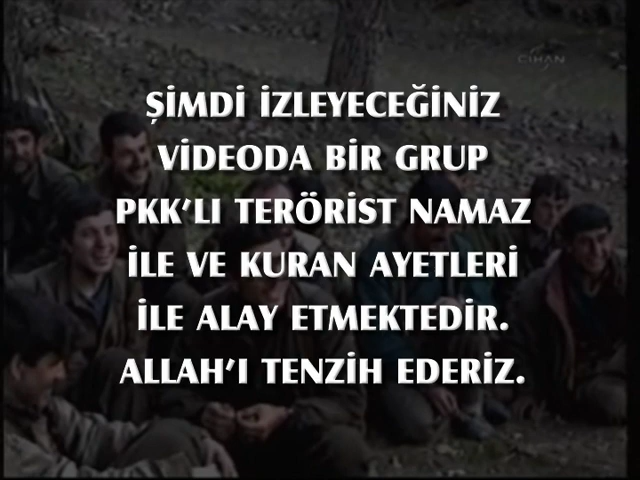 CİHAN
ŞİMDİ İZLEYECEĞİNİZ
VİDEODA BİR GRUP
PKK'LI TERÖRİST NAMAZ
İLE VE KURAN AYETLERİ
İLE ALAY ETMEKTEDİR.
ALLAH'I TENZİH EDERİZ.